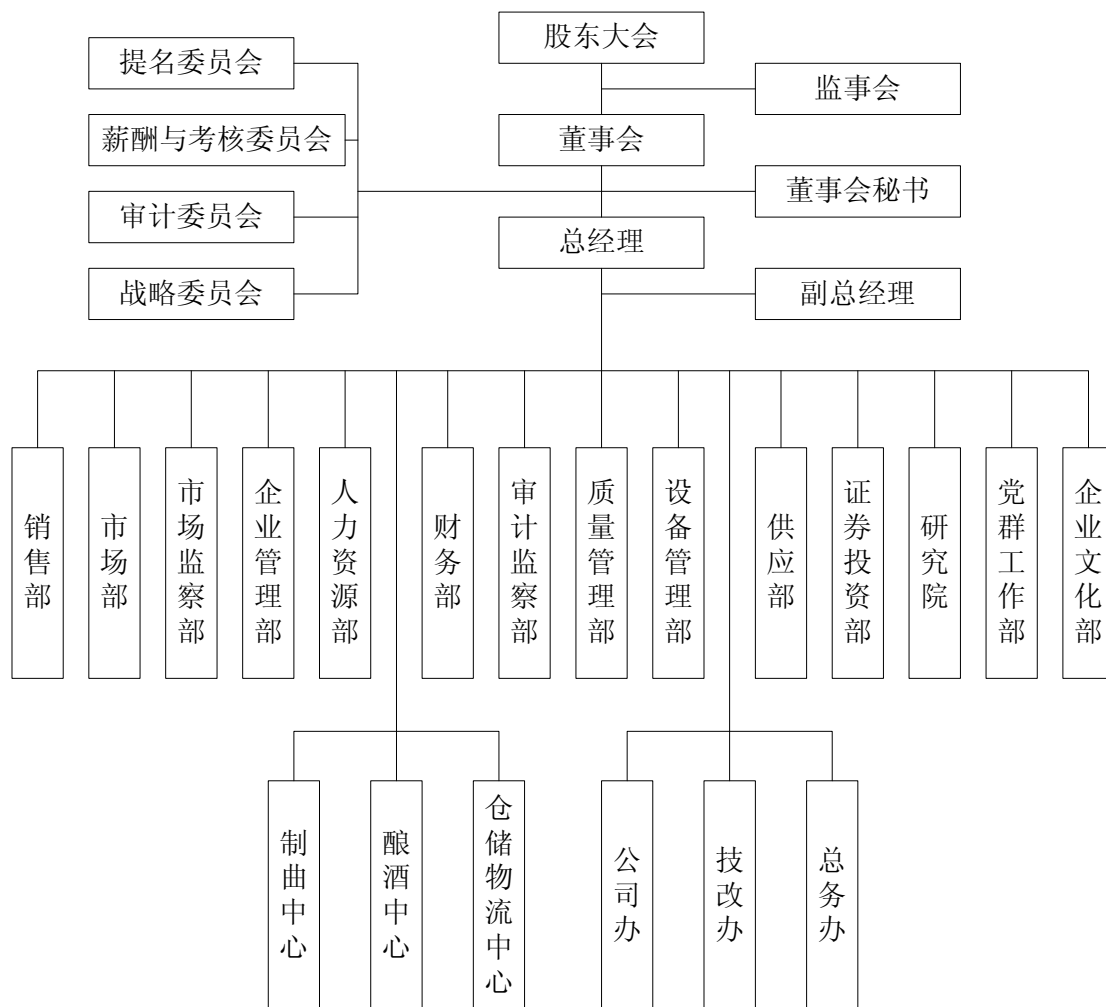 股东大会
提名委员会
监事会
薪酬与考核委员会
董事会
审计委员会
董事会秘书
总经理
战略委员会
副总经理
销售部
市场部
市场监察部
企业管理部
人力资源部
财务部
审计监察部
质量管理部
设备管理部
供应部
证券投资部
研究院
党群工作部
企业文化部
制曲中心
酿酒中心
仓储物流中心
公司办
技改办
总务办